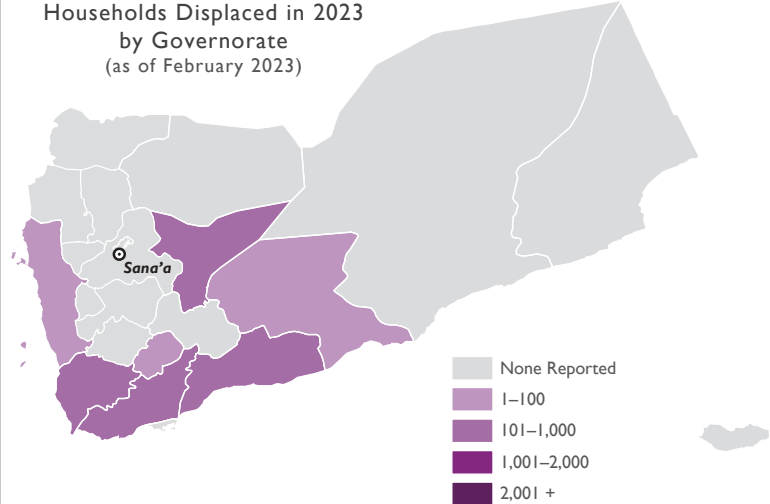 Households Displaced in 2023
by Governorate
(as of February 2023)
Sana’a
None Reported
1–100
101–1,000
1,001–2,000
2,001 +